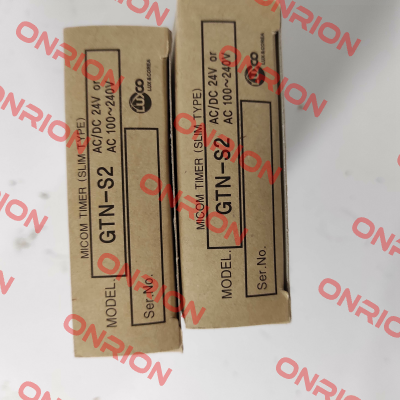 MICOM TIMER (SLIM TYPE)
MODEL. GTN-S2 AC/DC 24V or
AC 100~240V
Ser.No.
LUXCO
MICOM TIMER (SLIM TYPE)
MODEL. GTN-S2 AC/DC 24V or
AC 100~240V
Ser.No.
LUXCO
ONRION
ONRION
ONRION
ONRION
ONRION
ONRION
ONRION
ONRION